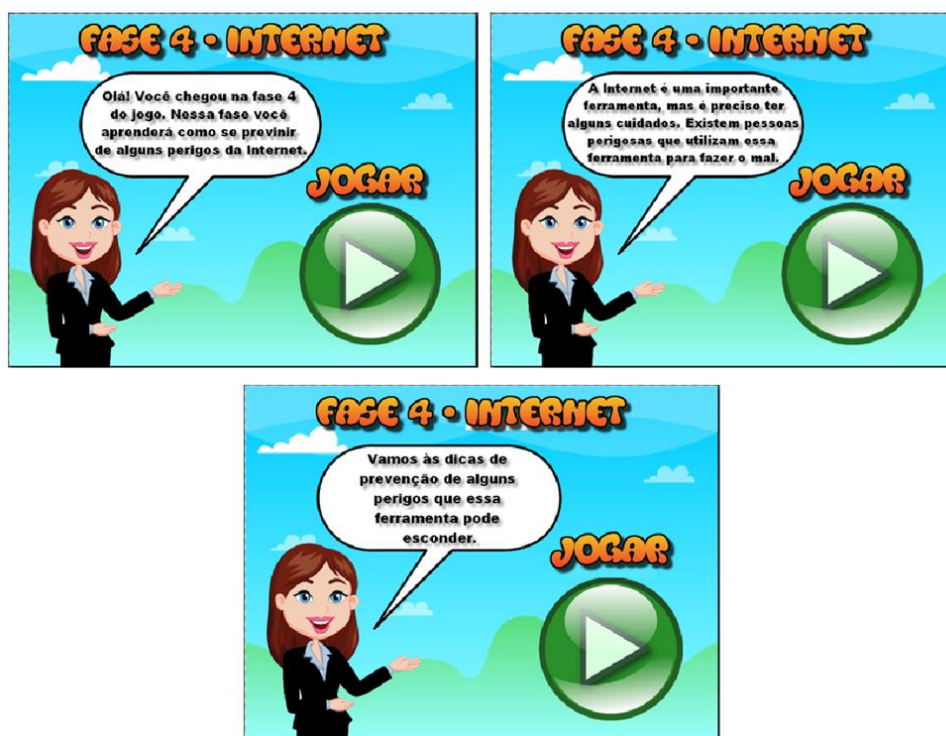 FASE 4 - INTERNET
Olá! Você chegou na fase 4
do jogo. Nessa fase você
aprenderá como se previnir
de alguns perigos da Internet.
JOGAR
FASE 4 - INTERNET
A Internet é uma importante
ferramenta, mas é preciso ter
alguns cuidados. Existem pessoas
perigosas que utilizam essa
ferramenta para fazer o mal.
JOGAR
FASE 4 - INTERNET
Vamos às dicas de
prevenção de alguns
perigos que essa
ferramenta pode
esconder.
JOGAR